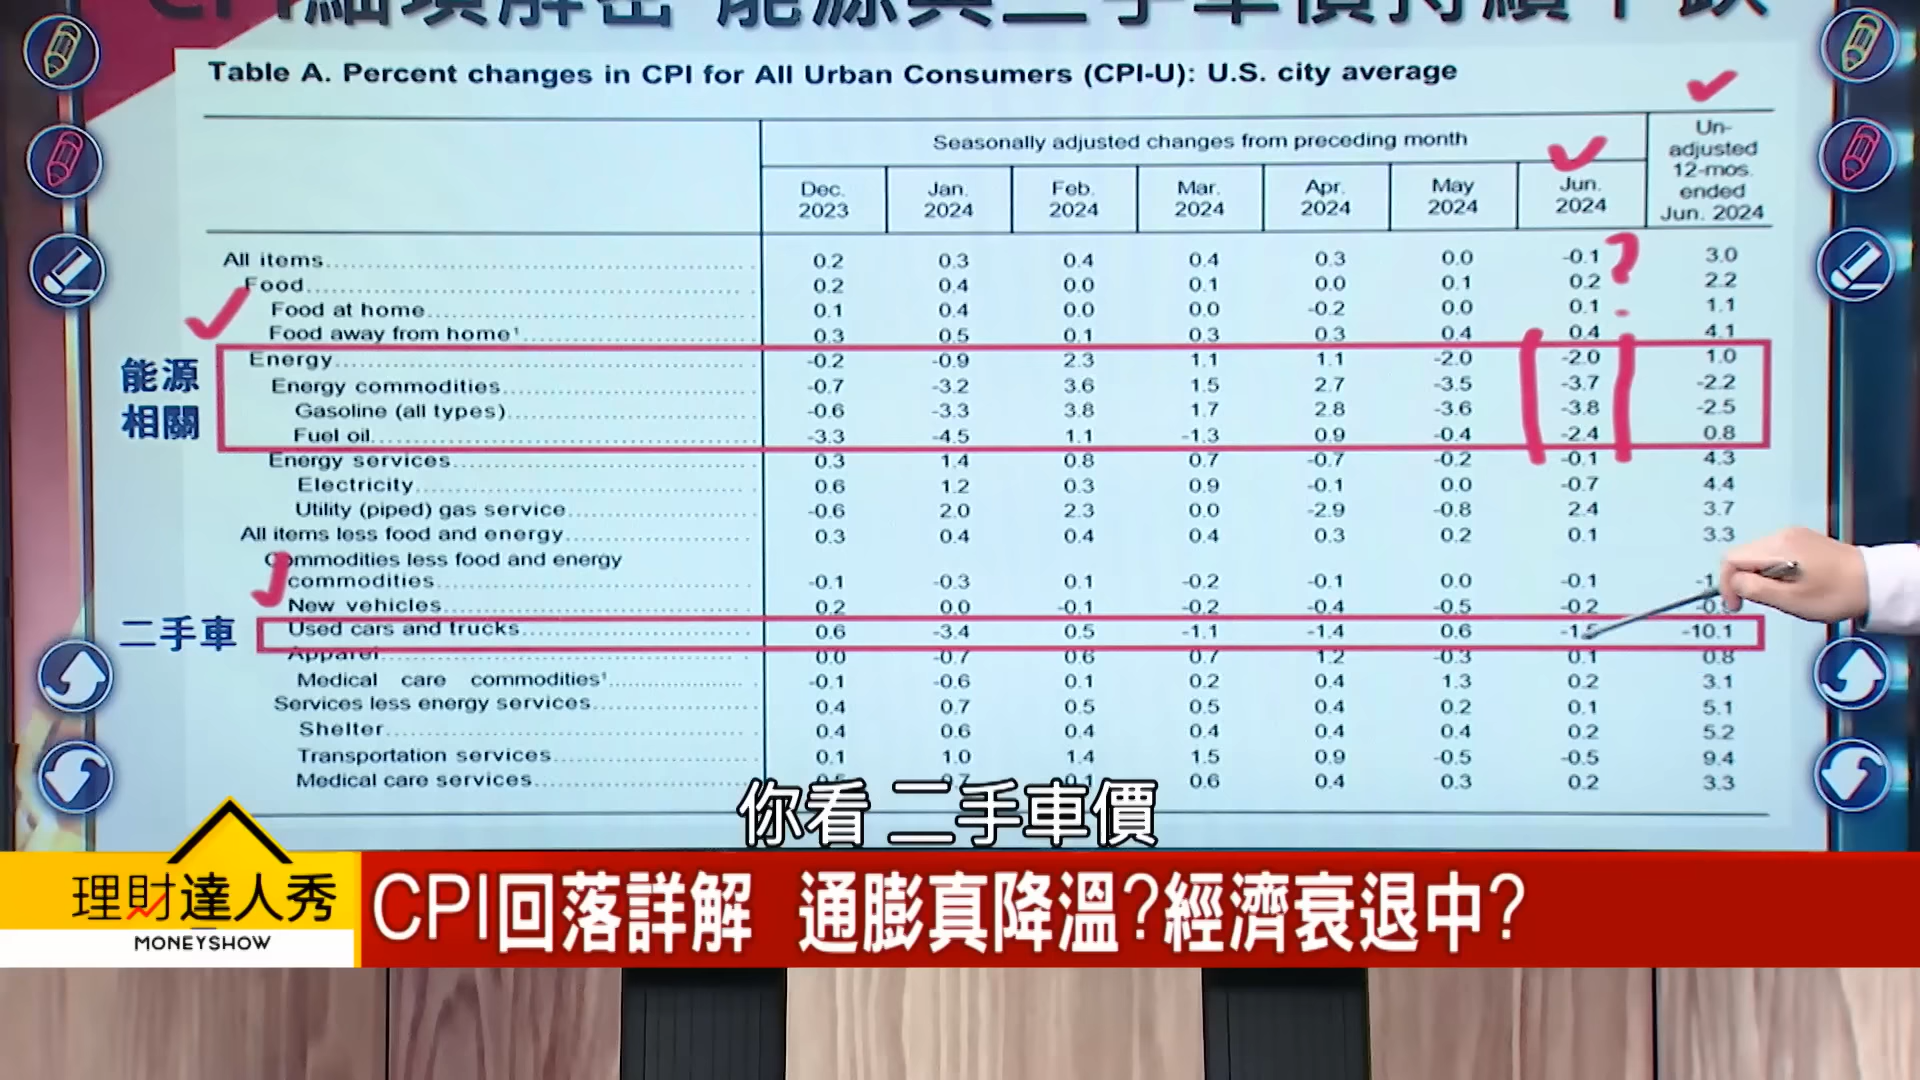 Table A. Percent changes in CPI for All Urban Consumers (CPI-U): U.S. city average
Seasonally adjusted changes from preceding month
Un-
adjusted
12-mos.
ended
Jun. 2024
Dec. 2023 Jan. 2024 Feb. 2024 Mar. 2024 Apr. 2024 May 2024 Jun. 2024
All items 0.2 0.3 0.4 0.4 0.3 0.0 -0.1 ? 3.0
Food 0.2 0.4 0.0 0.1 0.0 0.1 0.2 2.2
Food at home 0.1 0.4 0.0 0.0 -0.2 0.0 0.1 1.1
Food away from home¹ 0.3 0.5 0.1 0.3 0.3 0.4 0.4 4.1
能源
相關
Energy -0.2 -0.9 2.3 1.1 1.1 -2.0 -2.0 1.0
Energy commodities -0.7 -3.2 3.6 1.5 2.7 -3.5 -3.7 -2.2
Gasoline (all types) -0.6 -3.3 3.8 1.7 2.8 -3.6 -3.8 -2.5
Fuel oil -3.3 -4.5 1.1 -1.3 0.9 -0.4 -2.4 0.8
Energy services 0.3 1.4 0.8 0.7 -0.7 -0.2 -0.1 4.3
Electricity 0.6 1.2 0.3 0.9 -0.1 0.0 -0.7 4.4
Utility (piped) gas service -0.6 2.0 2.3 0.0 -2.9 -0.8 2.4 3.7
All items less food and energy 0.3 0.4 0.4 0.4 0.3 0.2 0.1 3.3
Commodities less food and energy
commodities -0.1 -0.3 0.1 -0.2 -0.1 0.0 -0.1
New vehicles 0.2 0.0 -0.1 -0.2 -0.4 -0.5 -0.2
二手車
Used cars and trucks 0.6 -3.4 0.5 -1.1 -1.4 0.6 -10.1
Apparel 0.0 -0.7 0.6 0.7 1.2 -0.3 0.1 0.8
Medical care commodities¹ -0.1 -0.6 0.1 0.2 0.4 1.3 0.2 3.1
Services less energy services 0.4 0.7 0.5 0.5 0.4 0.2 0.1 5.1
Shelter 0.4 0.6 0.4 0.4 0.4 0.4 0.2 5.2
Transportation services 0.1 1.0 1.4 1.5 0.9 -0.5 -0.5 9.4
Medical care services 0.6 0.4 0.3 0.2 3.3
你看 二手車價
理財達人秀
MONEYSHOW
CPI回落詳解 通膨真降溫?經濟衰退中?